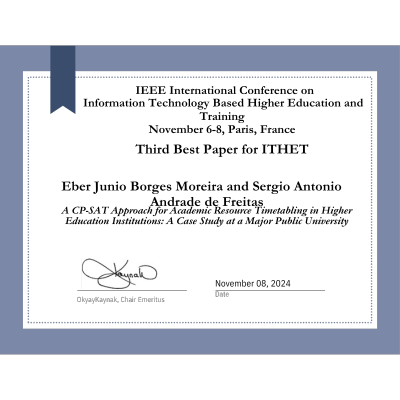 IEEE International Conference on
Information Technology Based Higher Education and
Training
November 6-8, Paris, France
Third Best Paper for ITHET
Eber Junio Borges Moreira and Sergio Antonio
Andrade de Freitas
A CP-SAT Approach for Academic Resource Timetabling in Higher
Education Institutions: A Case Study at a Major Public University
Kaynak
November 08, 2024
OkyayKaynak, Chair Emeritus
Date